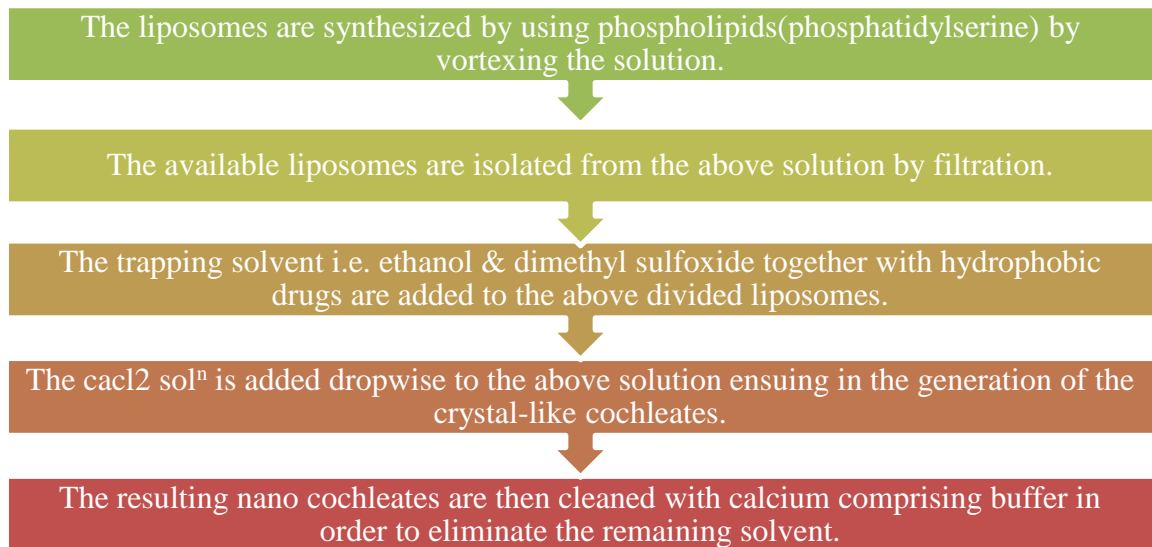 The liposomes are synthesized by using phospholipids(phosphatidylserine) by
vortexing the solution.
The available liposomes are isolated from the above solution by filtration.
The trapping solvent i.e. ethanol & dimethyl sulfoxide together with hydrophobic
drugs are added to the above divided liposomes.
The cacl2 solⁿ is added dropwise to the above solution ensuing in the generation of the
crystal-like cochleates.
The resulting nano cochleates are then cleaned with calcium comprising buffer in
order to eliminate the remaining solvent.